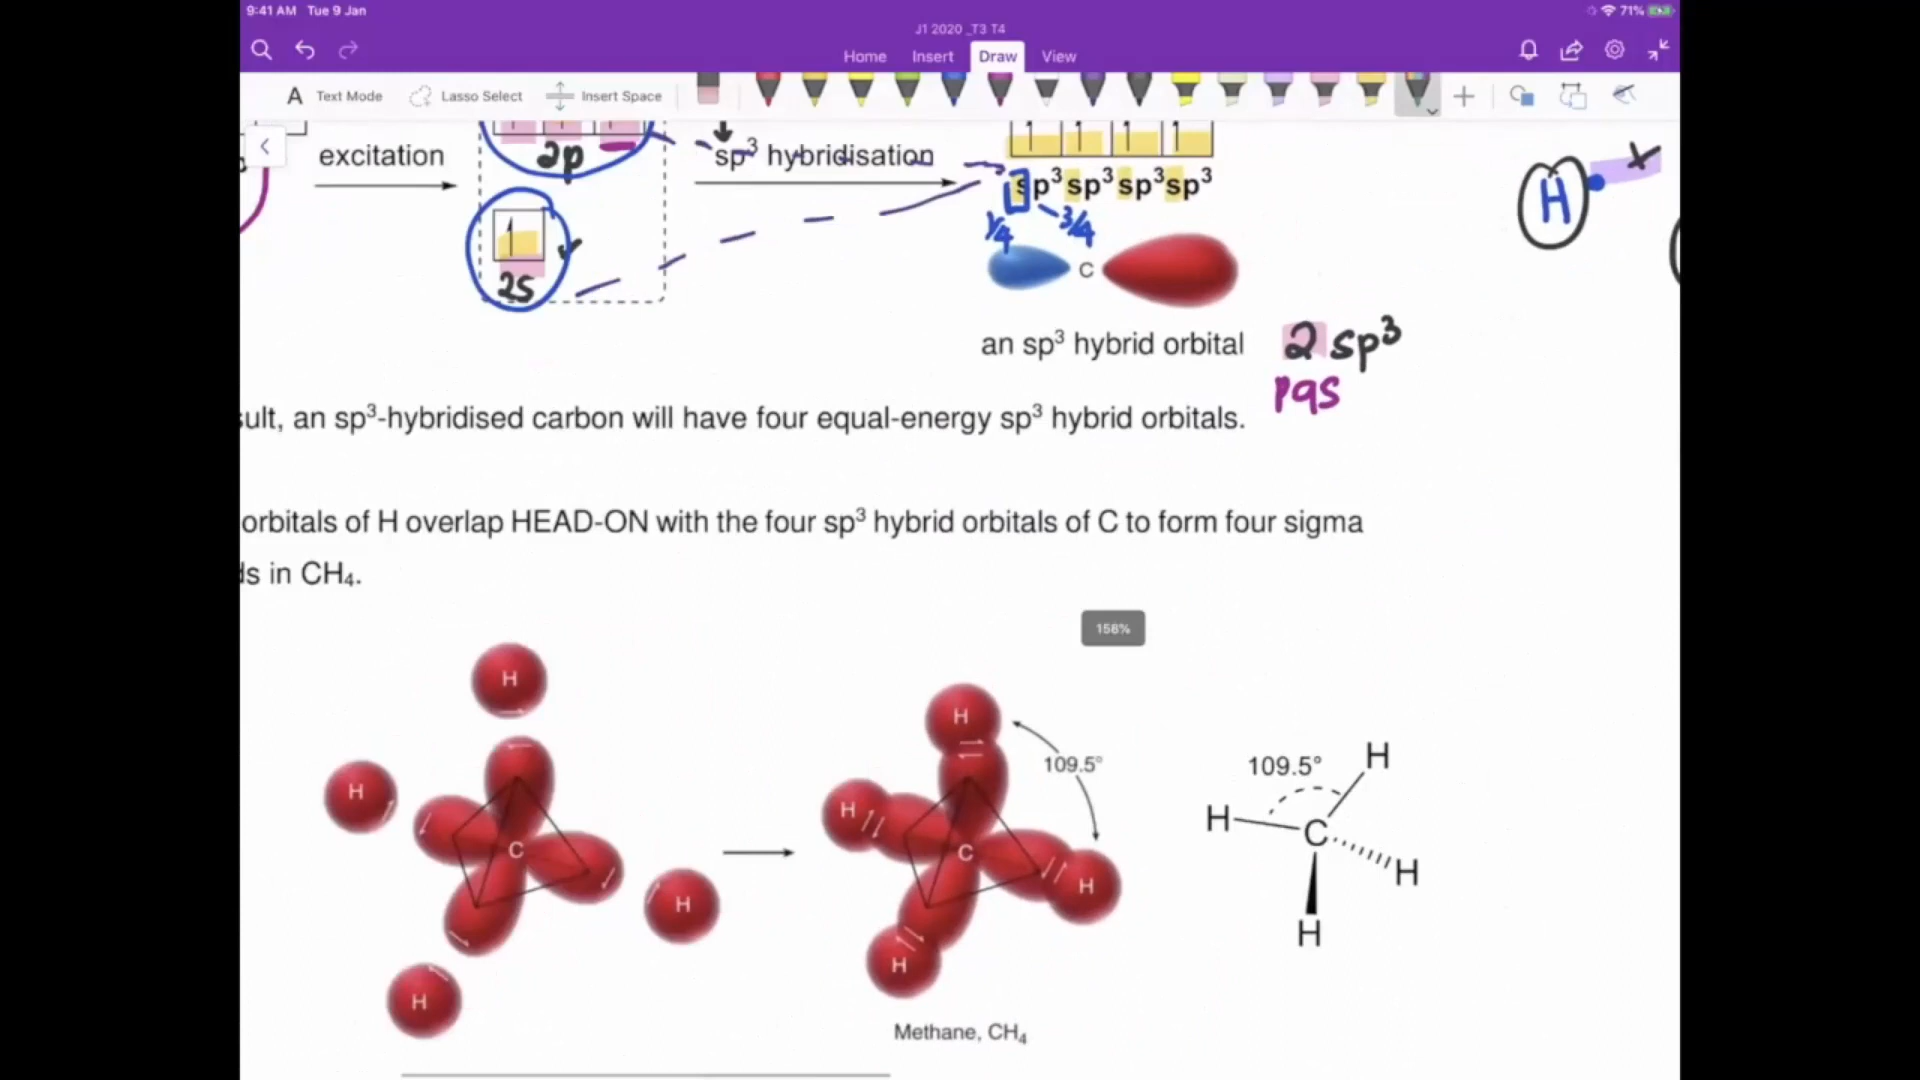 9:41 AM Tue 9 Jan
71%
J1 2020 _T3 T4
Home Insert Draw View
A Text Mode Lasso Select Insert Space
excitation
2p
sp³ hybridisation
sp³ sp³ sp³ sp³
H
1/4 3/4
2s
C
an sp³ hybrid orbital 2 sp³
pqs
sult, an sp³-hybridised carbon will have four equal-energy sp³ hybrid orbitals.
orbitals of H overlap HEAD-ON with the four sp³ hybrid orbitals of C to form four sigma
ds in CH₄.
158%
H
H
H
C
H
H
H
109.5°
H
C
H
H
109.5°
H
H
C
H
H
Methane, CH₄